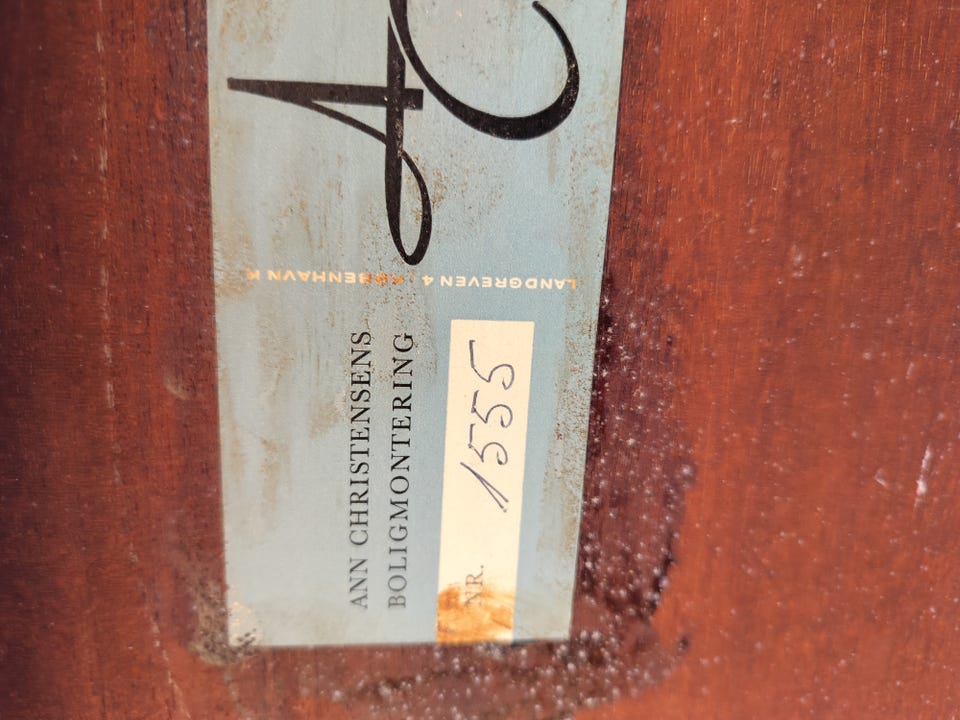 AC
ANN CHRISTENSENS
BOLIGMONTERING
LANDGREVEN 4 · KØBENHAVN K
NR. 1555